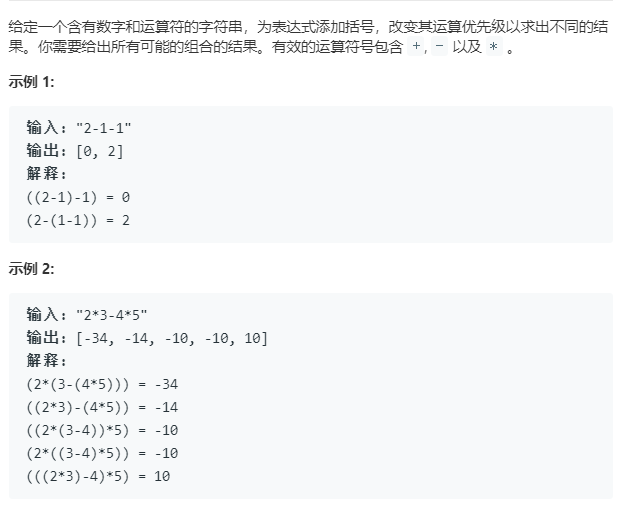 给定一个含有数字和运算符的字符串，为表达式添加括号，改变其运算优先级以求出不同的结
果。你需要给出所有可能的组合的结果。有效的运算符号包含 +, - 以及 * 。
示例 1:
输入: "2-1-1"
输出: [0, 2]
解释:
((2-1)-1) = 0
(2-(1-1)) = 2
示例 2:
输入: "2*3-4*5"
输出: [-34, -14, -10, -10, 10]
解释:
(2*(3-(4*5))) = -34
((2*3)-(4*5)) = -14
((2*(3-4))*5) = -10
(2*((3-4)*5)) = -10
(((2*3)-4)*5) = 10